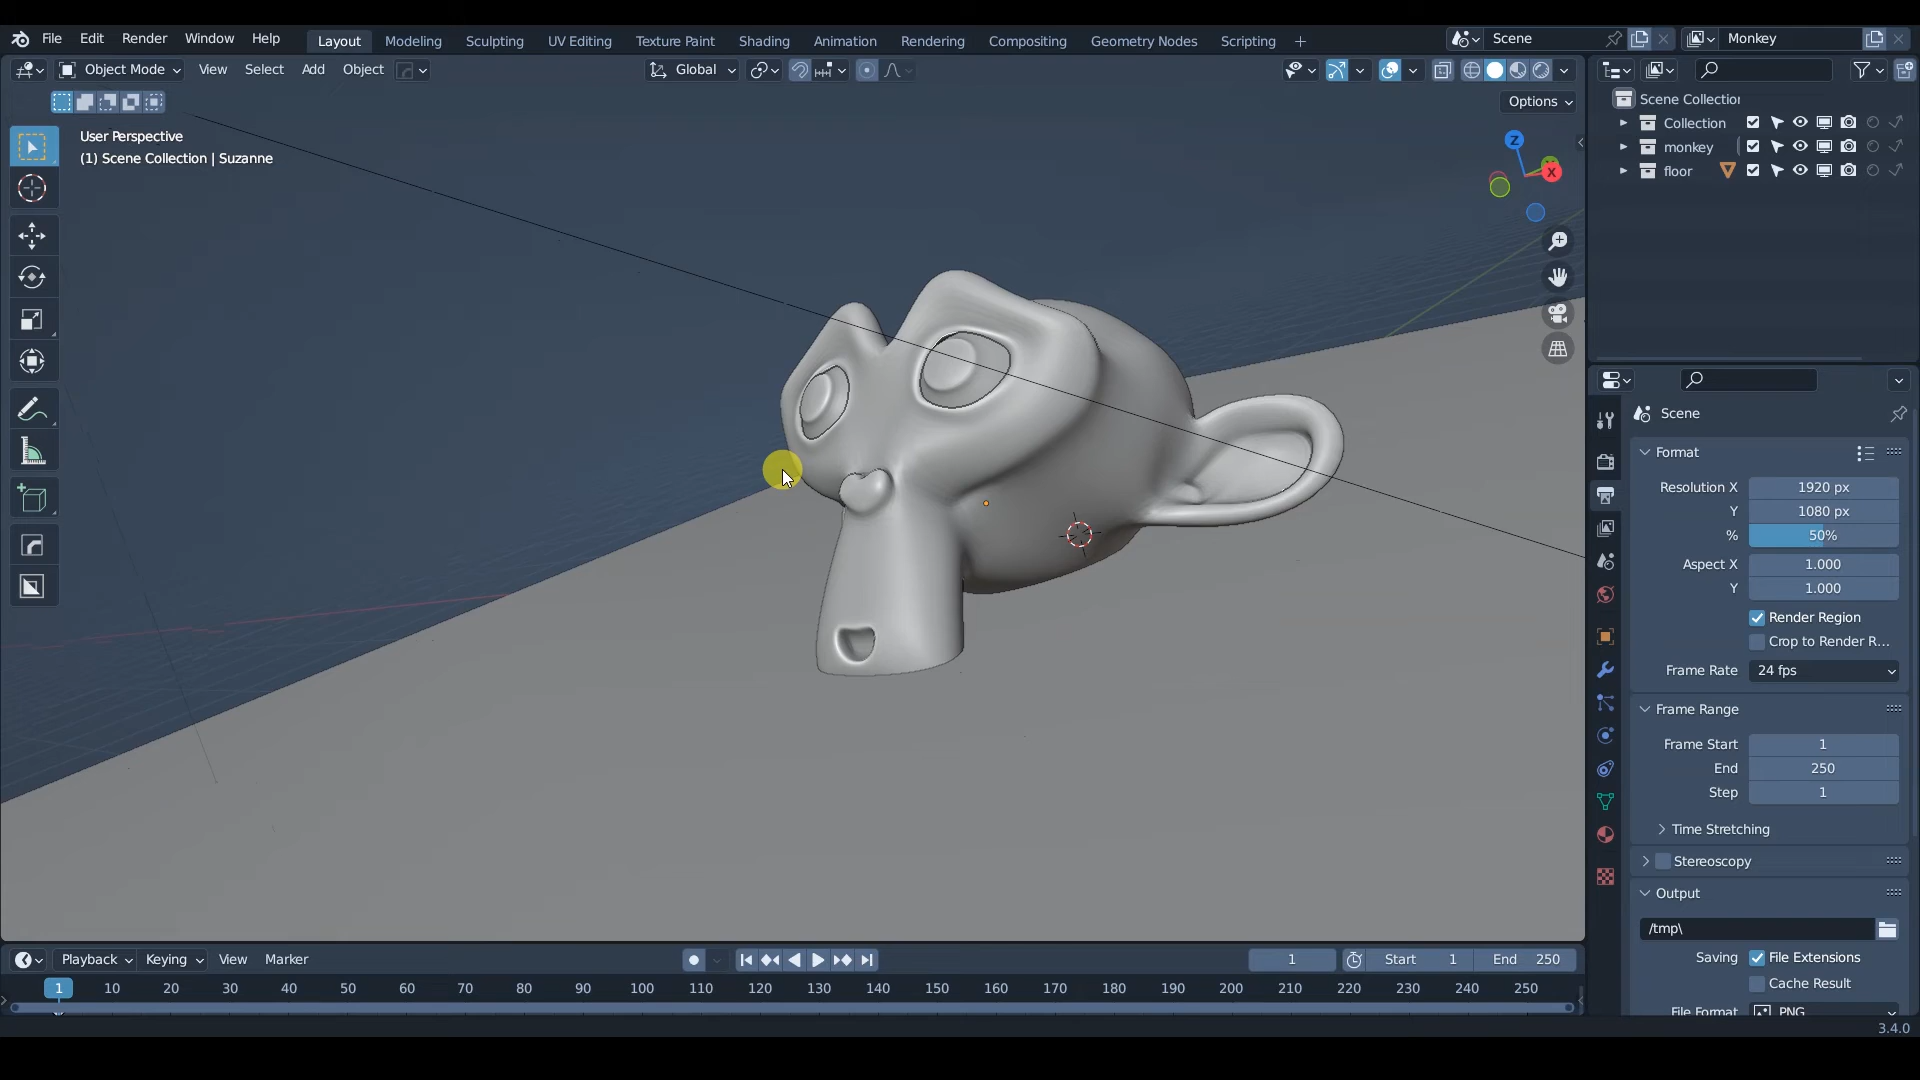 File Edit Render Window Help Layout Modeling Sculpting UV Editing Texture Paint Shading Animation Rendering Compositing Geometry Nodes Scripting + Scene Monkey
Object Mode View Select Add Object Global
Options
User Perspective
(1) Scene Collection | Suzanne
Z
X
Scene Collection
Collection
monkey
floor
Scene
Format
Resolution X 1920 px
Y 1080 px
% 50%
Aspect X 1.000
Y 1.000
Render Region
Crop to Render R...
Frame Rate 24 fps
Frame Range
Frame Start 1
End 250
Step 1
Time Stretching
Stereoscopy
Output
/tmp\
Saving File Extensions
Cache Result
File Format PNG
Playback Keying View Marker 1 Start 1 End 250
1 10 20 30 40 50 60 70 80 90 100 110 120 130 140 150 160 170 180 190 200 210 220 230 240 250
3.4.0